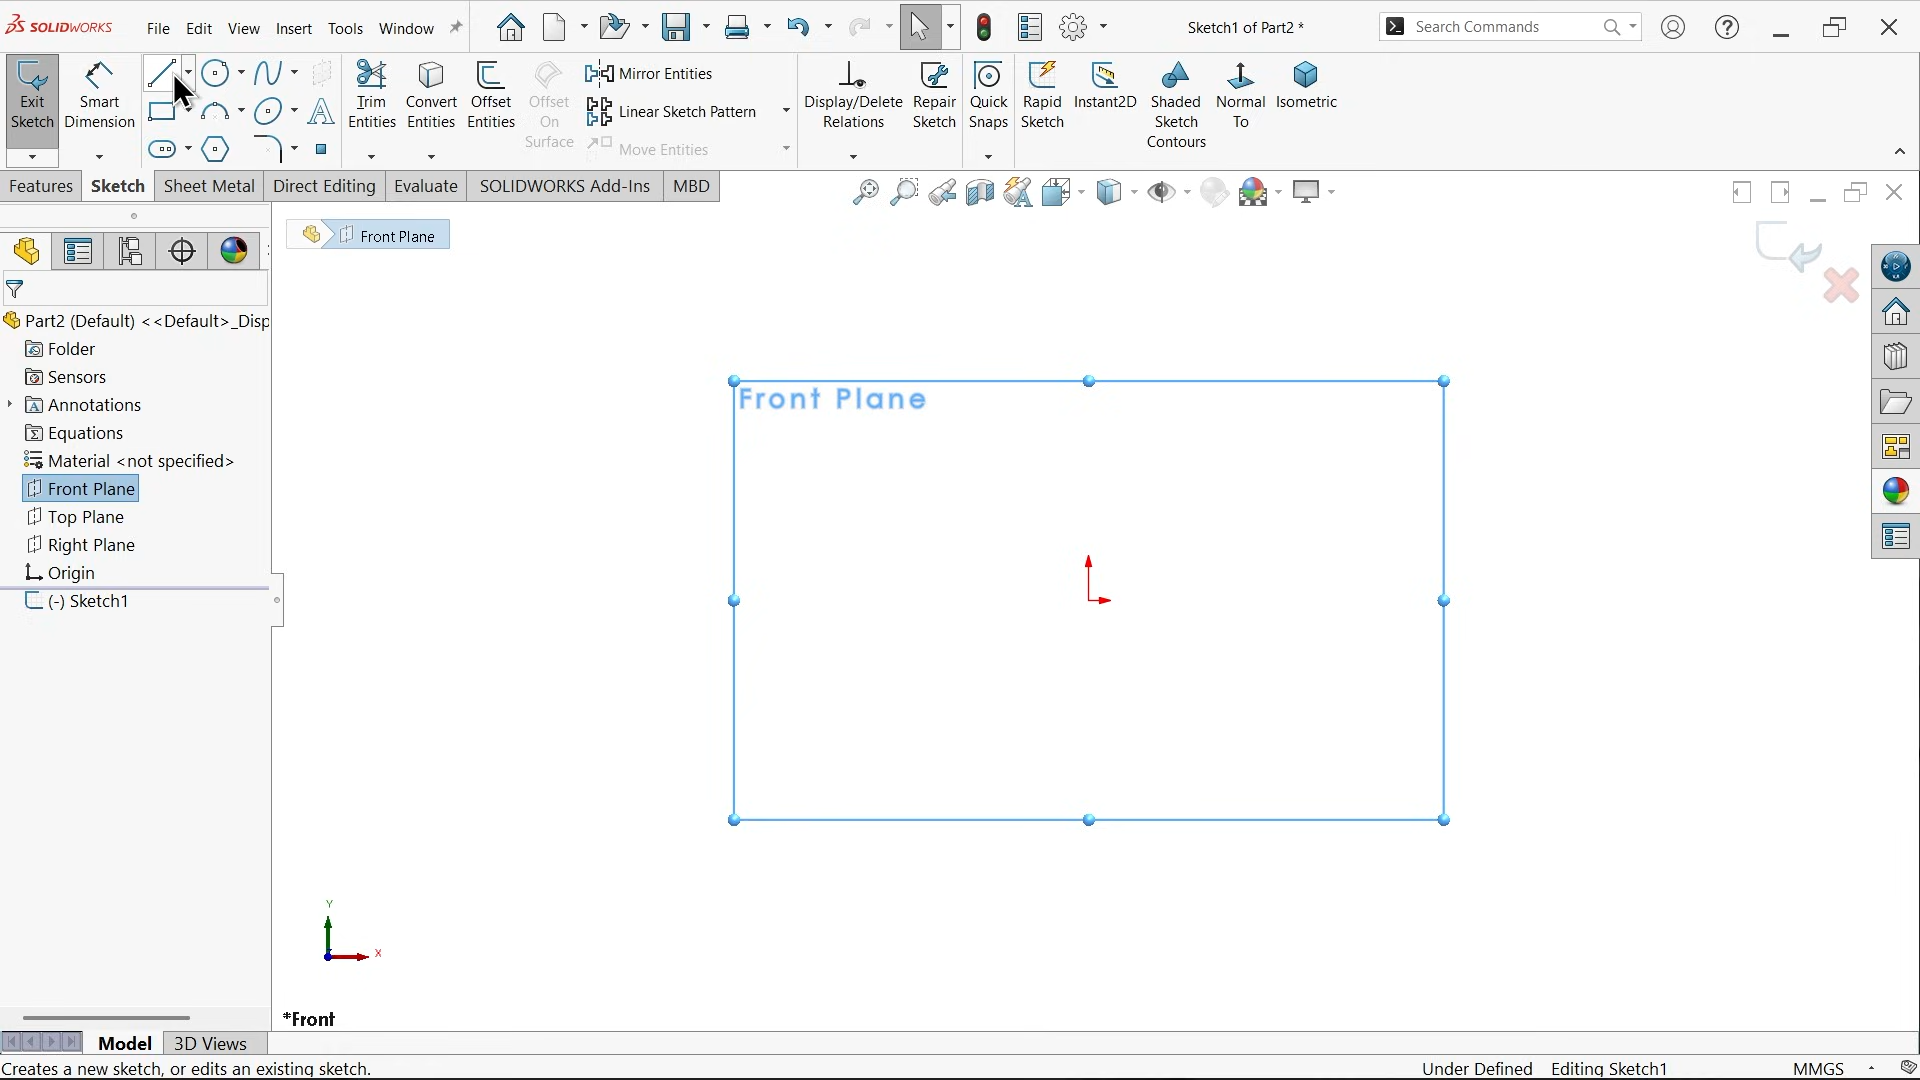 SOLIDWORKS File Edit View Insert Tools Window Sketch1 of Part2 * Search Commands
Exit Sketch
Smart Dimension
Trim Entities
Convert Entities
Offset Entities
Offset On Surface
Mirror Entities
Linear Sketch Pattern
Move Entities
Display/Delete Relations
Repair Sketch
Quick Snaps
Rapid Sketch
Instant2D
Shaded Sketch Contours
Normal To
Isometric
Features Sketch Sheet Metal Direct Editing Evaluate SOLIDWORKS Add-Ins MBD
Front Plane
Part2 (Default) <<Default>_Disp
Folder
Sensors
Annotations
Equations
Material <not specified>
Front Plane
Top Plane
Right Plane
Origin
(-) Sketch1
Front Plane
Y
X
*Front
Model 3D Views
Creates a new sketch, or edits an existing sketch. Under Defined Editing Sketch1 MMGS